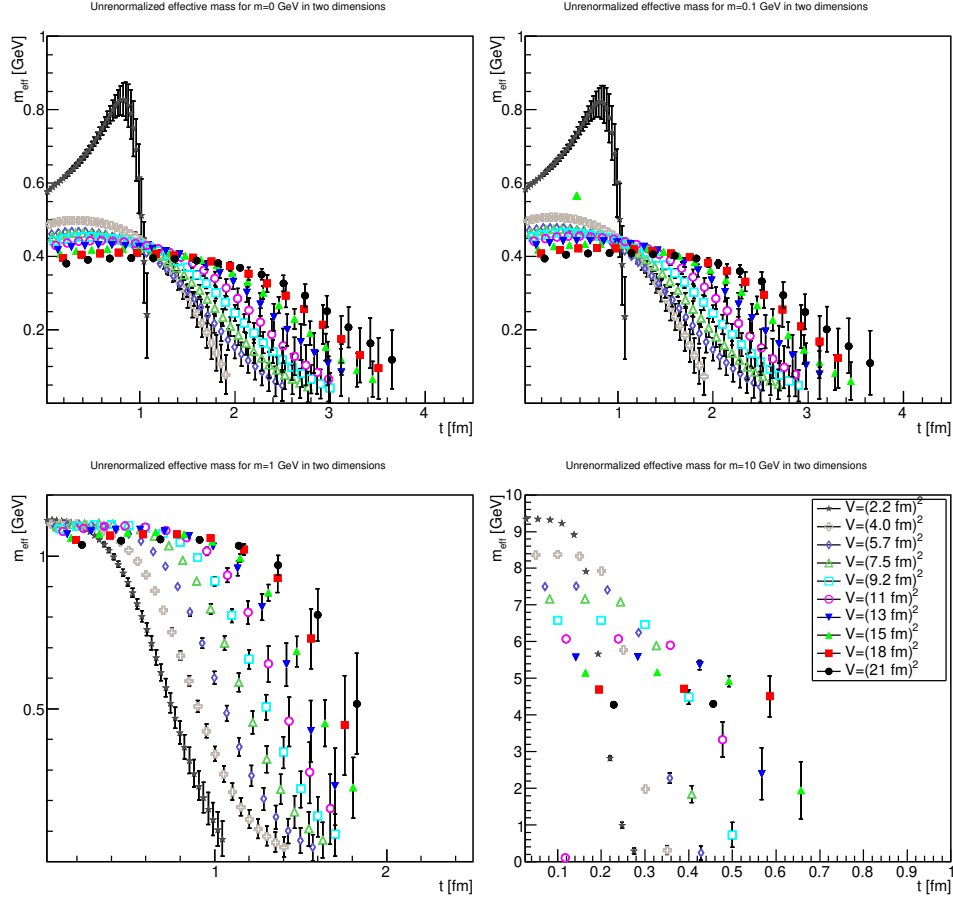 Unrenormalized effective mass for m=0 GeV in two dimensions
m_eff [GeV]
1
0.8
0.6
0.4
0.2
1
2
3
4
t [fm]
Unrenormalized effective mass for m=0.1 GeV in two dimensions
m_eff [GeV]
1
0.8
0.6
0.4
0.2
1
2
3
4
t [fm]
Unrenormalized effective mass for m=1 GeV in two dimensions
m_eff [GeV]
1
0.5
1
2
t [fm]
Unrenormalized effective mass for m=10 GeV in two dimensions
m_eff [GeV]
10
9
8
7
6
5
4
3
2
1
0
0.1
0.2
0.3
0.4
0.5
0.6
0.7
0.8
0.9
1
t [fm]
V=(2.2 fm)²
V=(4.0 fm)²
V=(5.7 fm)²
V=(7.5 fm)²
V=(9.2 fm)²
V=(11 fm)²
V=(13 fm)²
V=(15 fm)²
V=(18 fm)²
V=(21 fm)²